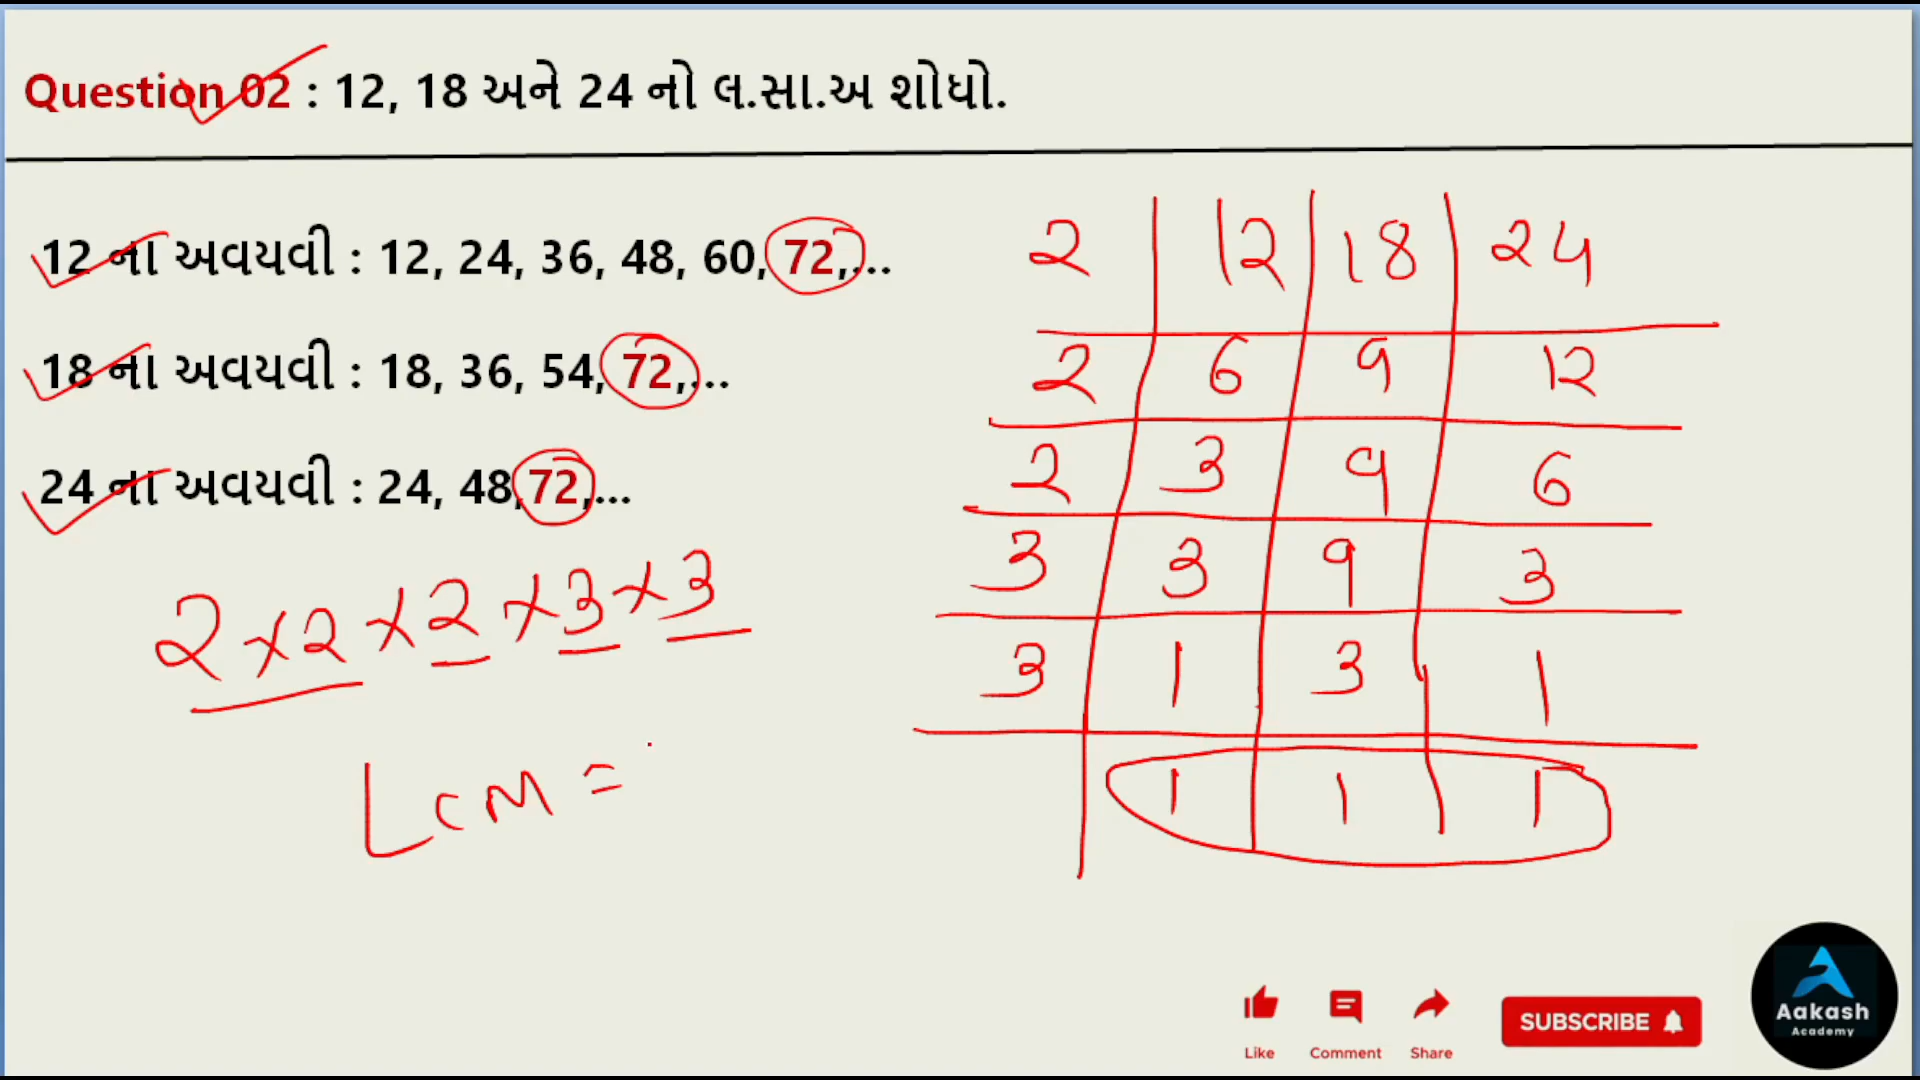 Question 02 : 12, 18 અને 24 નો લ.સા.અ શોધો.
12 ના અવયવી : 12, 24, 36, 48, 60, 72,...
18 ના અવયવી : 18, 36, 54, 72,...
24 ના અવયવી : 24, 48, 72,...
2 × 2 × 2 × 3 × 3
LCM =
2 12 18 24
2 6 9 12
2 3 9 6
3 3 9 3
3 1 3 1
1 1 1
Like Comment Share
SUBSCRIBE
Aakash
Academy